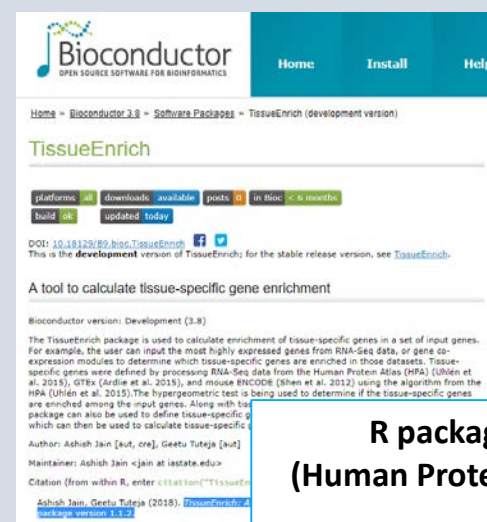 Bioconductor
OPEN SOURCE SOFTWARE FOR BIOINFORMATICS
Home Install Help
Home » Bioconductor 3.8 » Software Packages » TissueEnrich (development version)
TissueEnrich
platforms all downloads available posts 0 in Bioc < 6 months
build ok updated today
DOI: 10.18129/B9.bioc.TissueEnrich
This is the development version of TissueEnrich; for the stable release version, see TissueEnrich.
A tool to calculate tissue-specific gene enrichment
Bioconductor version: Development (3.8)
The TissueEnrich package is used to calculate enrichment of tissue-specific genes in a set of input genes.
For example, the user can input the most highly expressed genes from RNA-Seq data, or gene co-
expression modules to determine which tissue-specific genes are enriched in those datasets. Tissue-
specific genes were defined by processing RNA-Seq data from the Human Protein Atlas (HPA) (Uhlén et
al. 2015), GTEx (Ardlie et al. 2015), and mouse ENCODE (Shen et al. 2012) using the algorithm from the
HPA (Uhlén et al. 2015).The hypergeometric test is being used to determine if the tissue-specific genes
are enriched among the input genes. Along with tis
package can also be used to define tissue-specific g
which can then be used to calculate tissue-specific g
Author: Ashish Jain [aut, cre], Geetu Tuteja [aut]
Maintainer: Ashish Jain <jain at iastate.edu>
Citation (from within R, enter citation("TissueEn
Ashish Jain, Geetu Tuteja (2018). TissueEnrich: A
package version 1.1.2.
R packag
(Human Prote